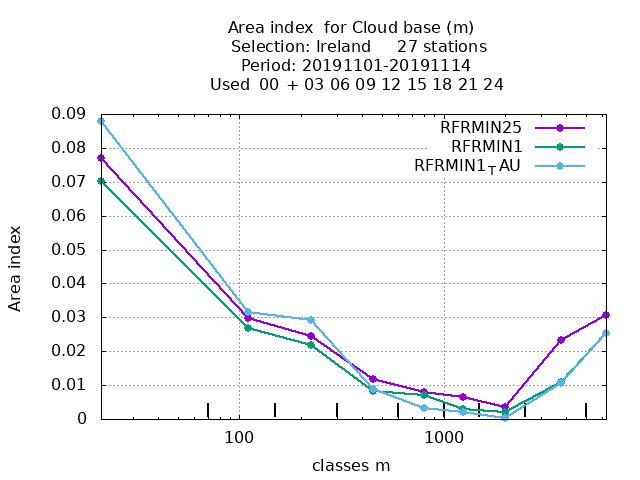 Area index  for Cloud base (m)
Selection: Ireland     27 stations
Period: 20191101-20191114
Used  00 + 03 06 09 12 15 18 21 24
RFRMIN25
RFRMIN1
RFRMIN1TAU
0.09
0.08
0.07
0.06
0.05
0.04
0.03
0.02
0.01
0
Area index
100
1000
classes m